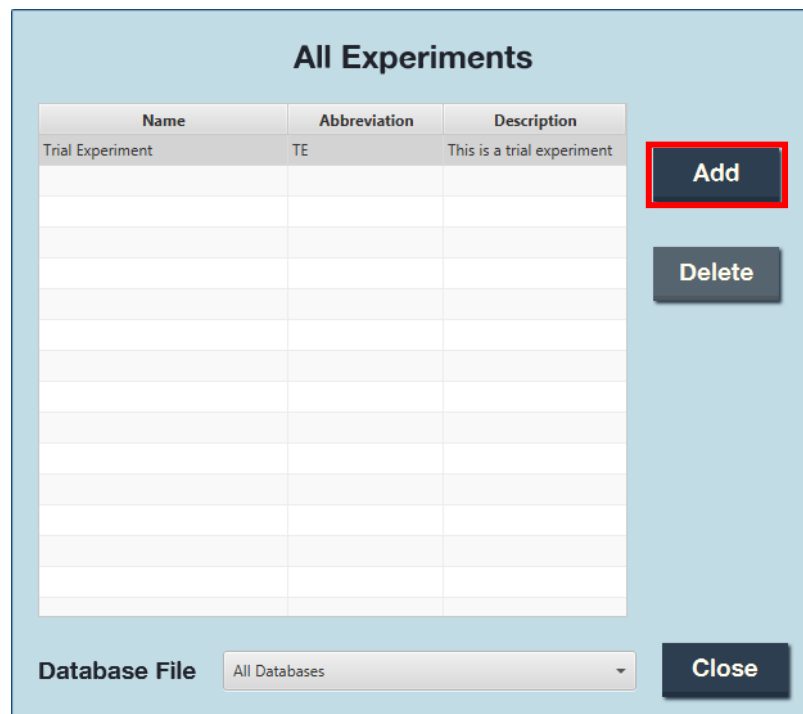 All Experiments
Name Abbreviation Description
Trial Experiment TE This is a trial experiment
Add
Delete
Database File All Databases Close